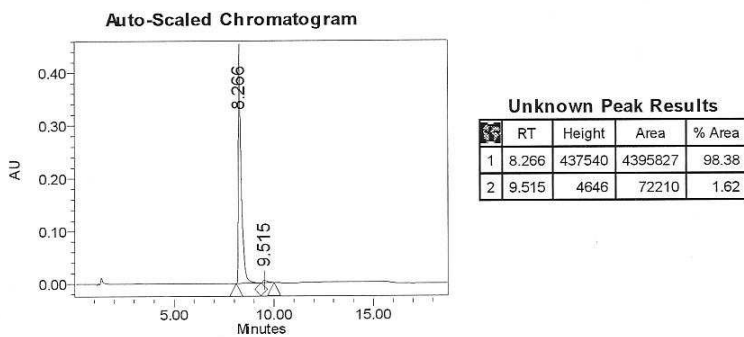 Auto-Scaled Chromatogram
0.40
0.30
0.20
0.10
0.00
AU
8.266
9.515
5.00 10.00 15.00
Minutes
Unknown Peak Results
RT Height Area % Area
1 8.266 437540 4395827 98.38
2 9.515 4646 72210 1.62